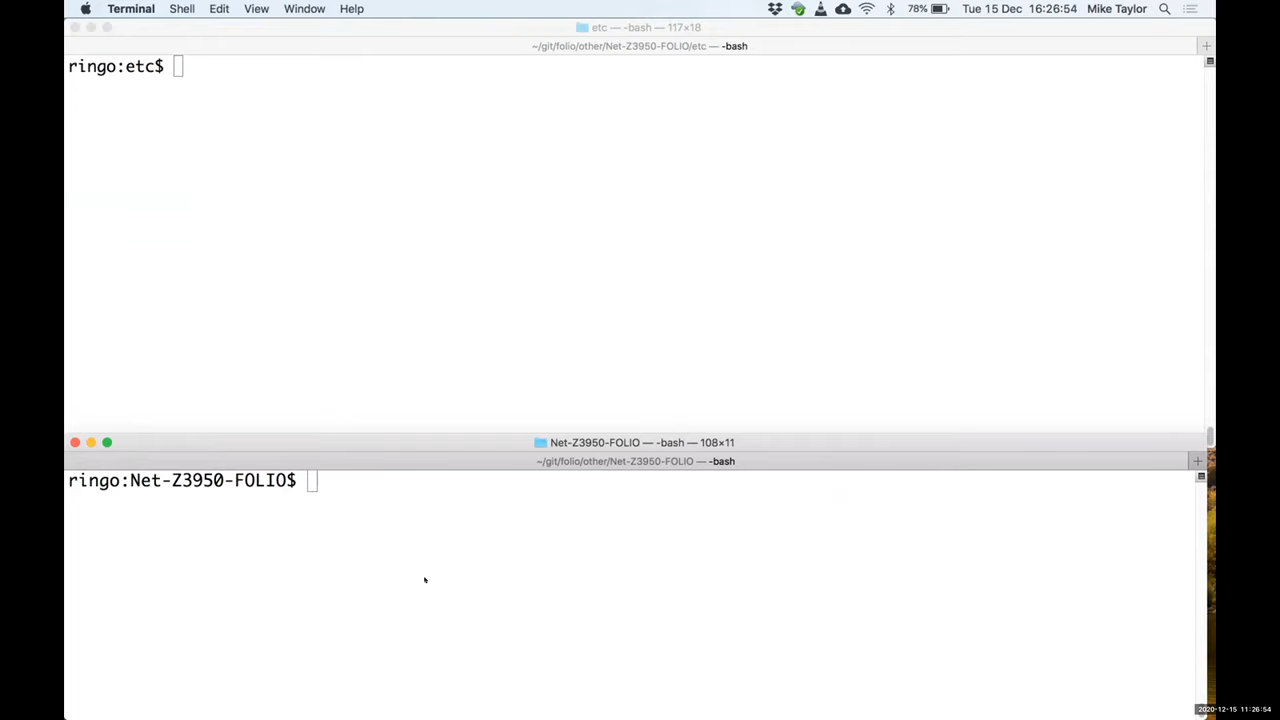 Terminal Shell Edit View Window Help 78% Tue 15 Dec 16:26:54 Mike Taylor
etc — -bash — 117×18
~/git/folio/other/Net-Z3950-FOLIO/etc — -bash
ringo:etc$
Net-Z3950-FOLIO — -bash — 108×11
~/git/folio/other/Net-Z3950-FOLIO — -bash
ringo:Net-Z3950-FOLIO$
2020-12-15 11:26:54